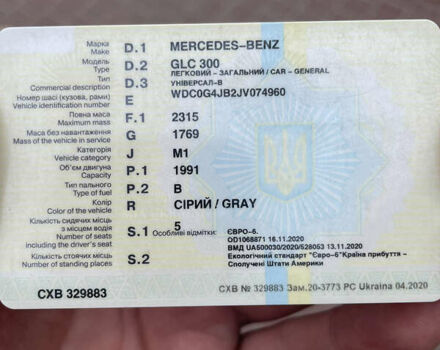 Марка D.1 MERCEDES–BENZ
Make
Модель D.2 GLC 300
Type ЛЕГКОВИЙ – ЗАГАЛЬНИЙ / CAR – GENERAL
Тип D.3 УНІВЕРСАЛ–В
Commercial description
Номер шасі (кузова, рами) E WDC0G4JB2JV074960
Vehicle identification number
Повна маса F.1 2315
Maximum mass
Маса без навантаження G 1769
Mass of the vehicle in service
Категорія J M1
Vehicle category
Об'єм двигуна P.1 1991
Capacity
Тип пального P.2 B
Type of fuel
Колір R СІРИЙ / GRAY
Color of the vehicle
Кількість сидячих місць 5
з місцем водія S.1 Особливі відмітки: ЄВРО–6.
Number of seats OD1068871 16.11.2020
including the driver's seat MD UA500030/2020/528053 13.11.2020
Кількість стоячих місць S.2 Екологічний стандарт "Євро–6"Країна прибуття –
Number of standing places Сполучені Штати Америки
СХВ 329883 СХВ № 329883 Зам.20-3773 PC Ukraina 04.2020